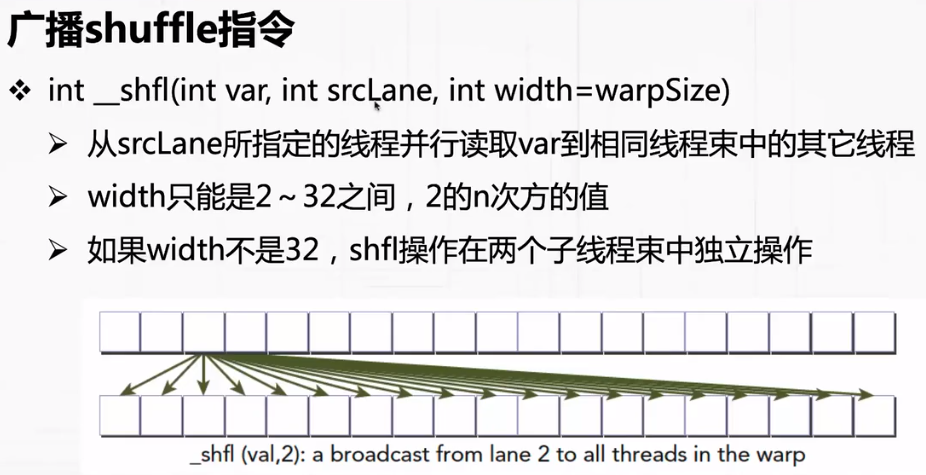 广播shuffle指令
❖ int __shfl(int var, int srcLane, int width=warpSize)
➢ 从srcLane所指定的线程并行读取var到相同线程束中的其它线程
➢ width只能是2～32之间，2的n次方的值
➢ 如果width不是32，shfl操作在两个子线程束中独立操作
_shfl (val,2): a broadcast from lane 2 to all threads in the warp